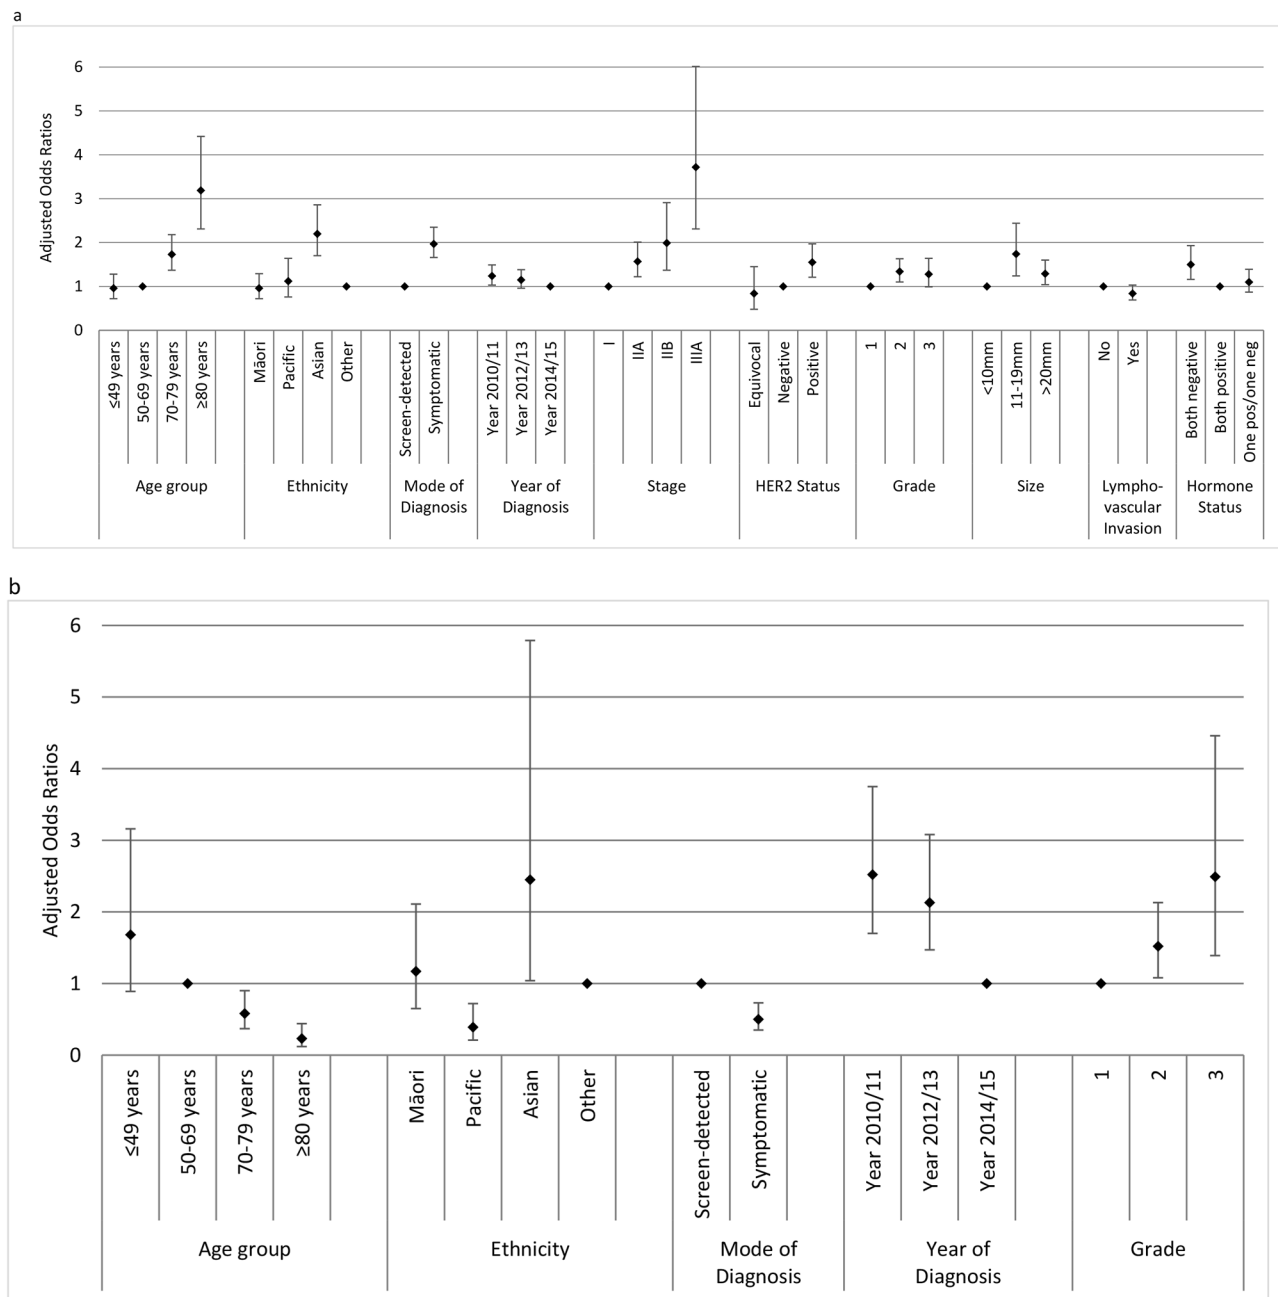 a
6
5
4
3
2
1
0
Adjusted Odds Ratios
≤49 years
50-69 years
70-79 years
≥80 years
Māori
Pacific
Asian
Other
Screen-detected
Symptomatic
Year 2010/11
Year 2012/13
Year 2014/15
I
IIA
IIB
IIIA
Equivocal
Negative
Positive
1
2
3
<10mm
11-19mm
>20mm
No
Yes
Both negative
Both positive
One pos/one neg
Age group
Ethnicity
Mode of
Diagnosis
Year of
Diagnosis
Stage
HER2 Status
Grade
Size
Lympho-
vascular
Invasion
Hormone
Status
b
6
5
4
3
2
1
0
Adjusted Odds Ratios
≤49 years
50-69 years
70-79 years
≥80 years
Māori
Pacific
Asian
Other
Screen-detected
Symptomatic
Year 2010/11
Year 2012/13
Year 2014/15
1
2
3
Age group
Ethnicity
Mode of
Diagnosis
Year of
Diagnosis
Grade